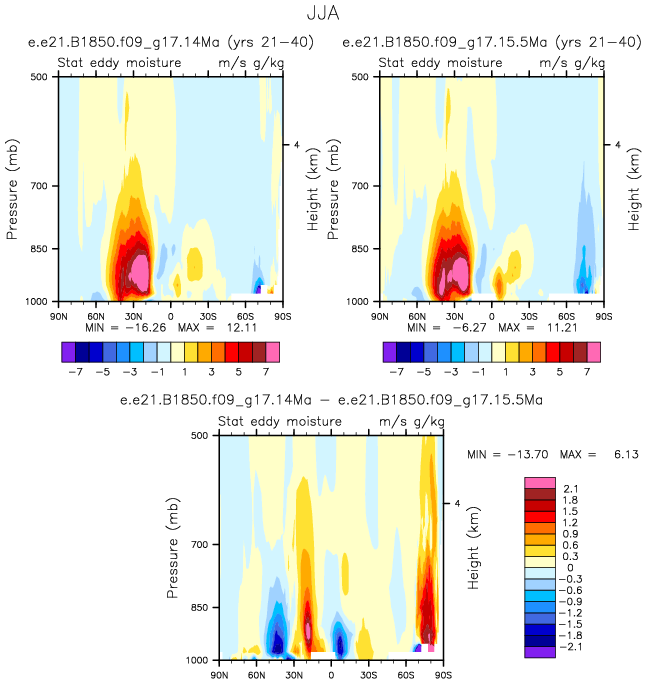 JJA
e.e21.B1850.f09_g17.14Ma (yrs 21-40)
Stat eddy moisture m/s g/kg
Pressure (mb)
500
700
850
1000
Height (km)
4
90N 60N 30N 0 30S 60S 90S
MIN = -16.26 MAX = 12.11
-7 -5 -3 -1 1 3 5 7
e.e21.B1850.f09_g17.15.5Ma (yrs 21-40)
Stat eddy moisture m/s g/kg
Pressure (mb)
500
700
850
1000
Height (km)
4
90N 60N 30N 0 30S 60S 90S
MIN = -6.27 MAX = 11.21
-7 -5 -3 -1 1 3 5 7
e.e21.B1850.f09_g17.14Ma - e.e21.B1850.f09_g17.15.5Ma
Stat eddy moisture m/s g/kg
Pressure (mb)
500
700
850
1000
Height (km)
4
90N 60N 30N 0 30S 60S 90S
MIN = -13.70 MAX = 6.13
2.1
1.8
1.5
1.2
0.9
0.6
0.3
0
-0.3
-0.6
-0.9
-1.2
-1.5
-1.8
-2.1